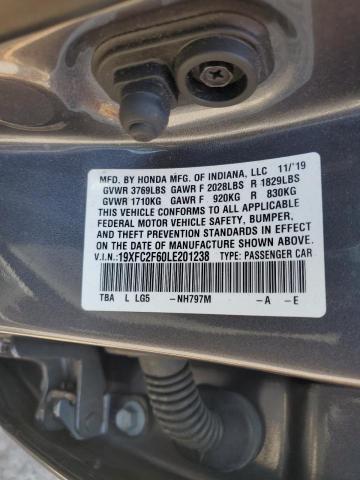 MFD. BY HONDA MFG. OF INDIANA, LLC 11/'19
GVWR 3769LBS GAWR F 2028LBS R 1829LBS
GVWR 1710KG GAWR F 920KG R 830KG
THIS VEHICLE CONFORMS TO ALL APPLICABLE
FEDERAL MOTOR VEHICLE SAFETY, BUMPER,
AND THEFT PREVENTION STANDARDS IN EFFECT
ON THE DATE OF MANUFACTURE SHOWN ABOVE.
V.I.N.: 19XFC2F60LE201238 TYPE: PASSENGER CAR
TBA L LG5 -NH797M -A -E